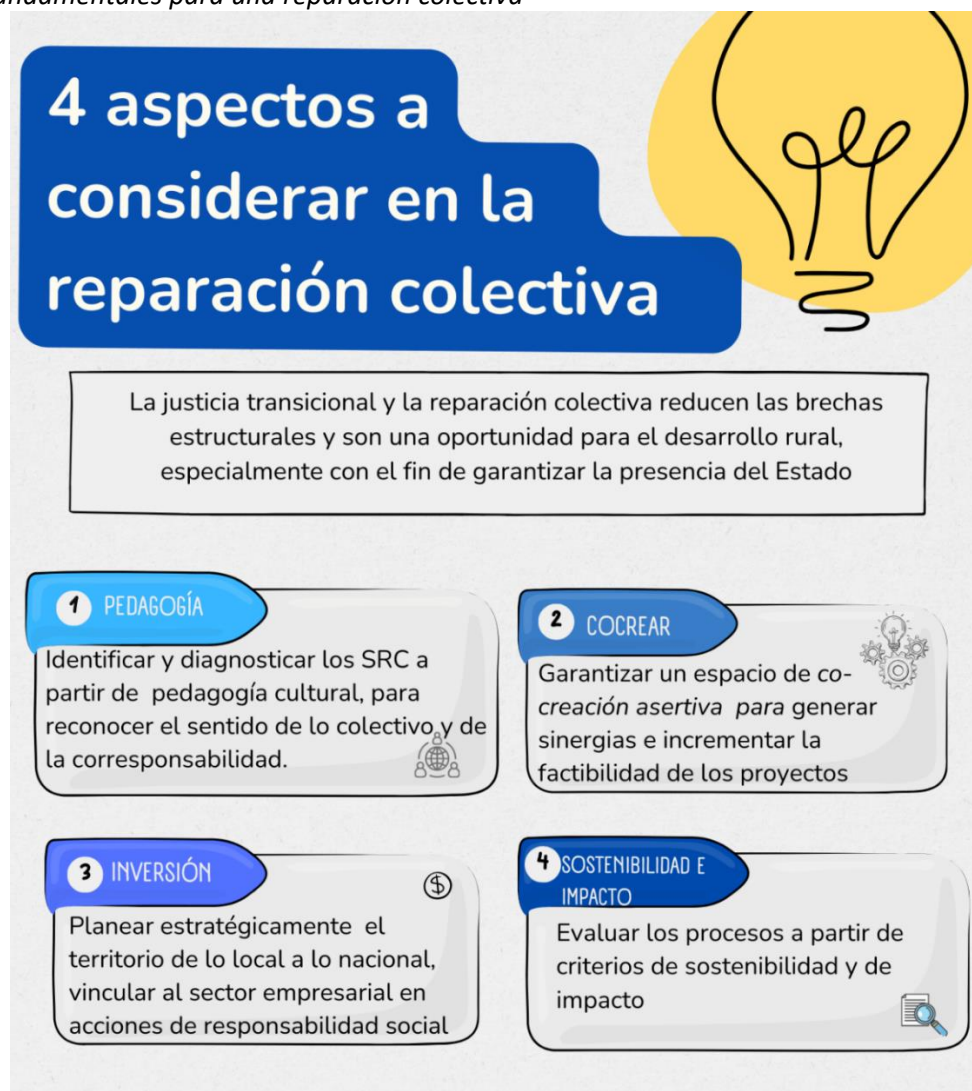 fundamentales para una reparación colectiva
4 aspectos a
considerar en la
reparación colectiva
La justicia transicional y la reparación colectiva reducen las brechas
estructurales y son una oportunidad para el desarrollo rural,
especialmente con el fin de garantizar la presencia del Estado
1 PEDAGOGÍA
Identificar y diagnosticar los SRC a
partir de pedagogía cultural, para
reconocer el sentido de lo colectivo y de
la corresponsabilidad.
2 COCREAR
Garantizar un espacio de co-
creación asertiva para generar
sinergias e incrementar la
factibilidad de los proyectos
3 INVERSIÓN
Planear estratégicamente el
territorio de lo local a lo nacional,
vincular al sector empresarial en
acciones de responsabilidad social
4 SOSTENIBILIDAD E
IMPACTO
Evaluar los procesos a partir de
criterios de sostenibilidad y de
impacto